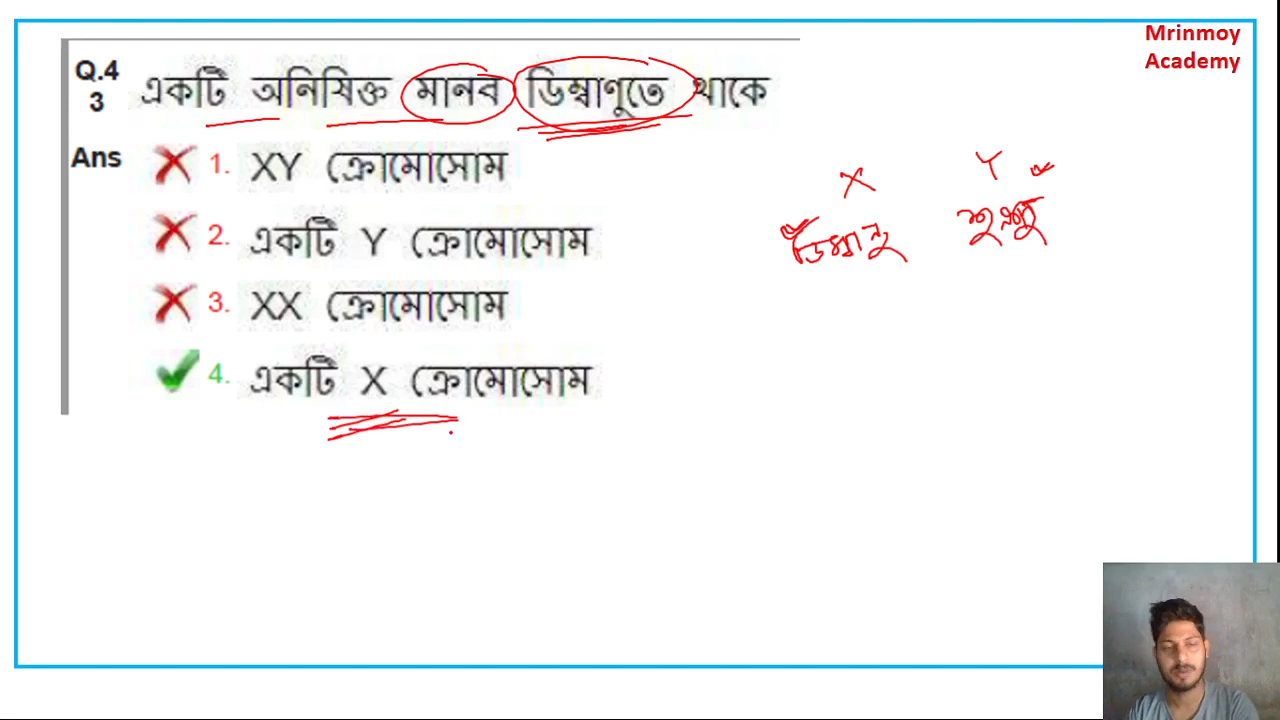 Mrinmoy
Academy
Q.4
3
একটি অনিষিক্ত মানব ডিম্বাণুতে থাকে
Ans
1. XY ক্রোমোসোম
2. একটি Y ক্রোমোসোম
3. XX ক্রোমোসোম
4. একটি X ক্রোমোসোম
X Y
ডিম্বানু